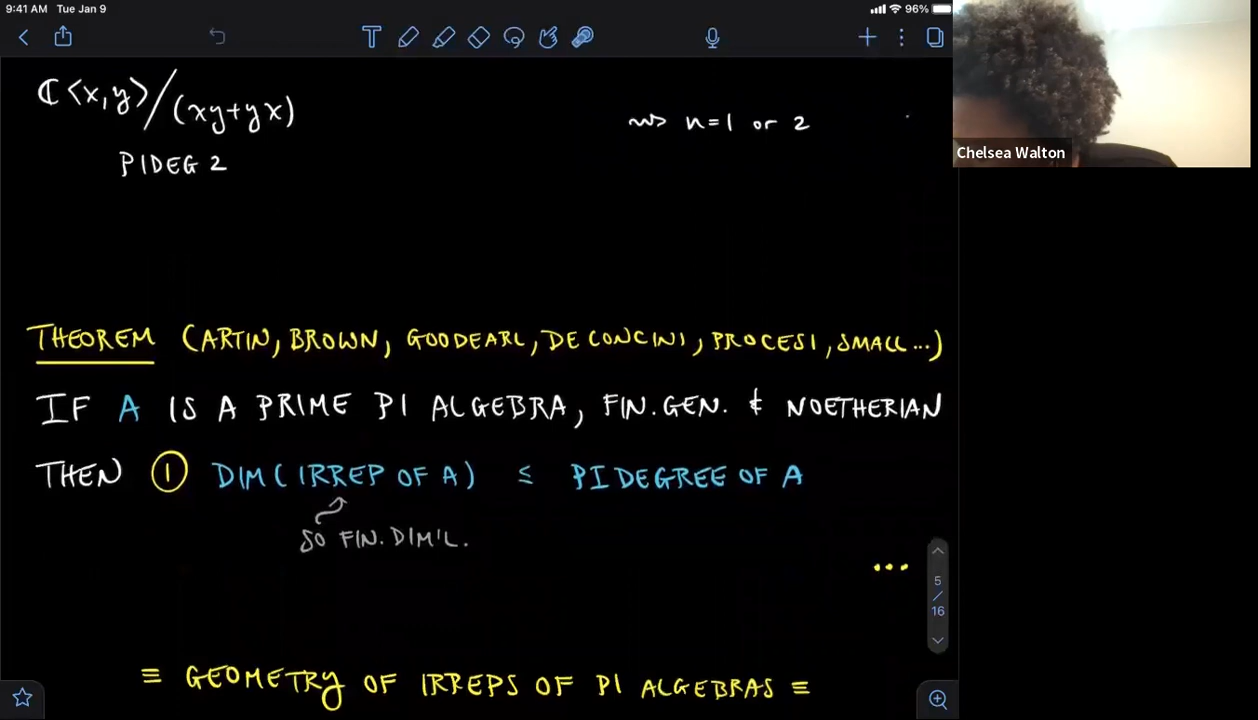 9:41 AM Tue Jan 9
96%
ℂ<x,y>/(xy+yx)
⇝ n=1 or 2
PIDEG 2
Chelsea Walton
THEOREM (ARTIN, BROWN, GOODEARL, DE CONCINI, PROCESI, SMALL ...)
IF A IS A PRIME PI ALGEBRA, FIN. GEN. & NOETHERIAN
THEN ① DIM(IRREP OF A) ≤ PI DEGREE OF A
SO FIN. DIM'L.
...
5
/
16
≡ GEOMETRY OF IRREPS OF PI ALGEBRAS ≡